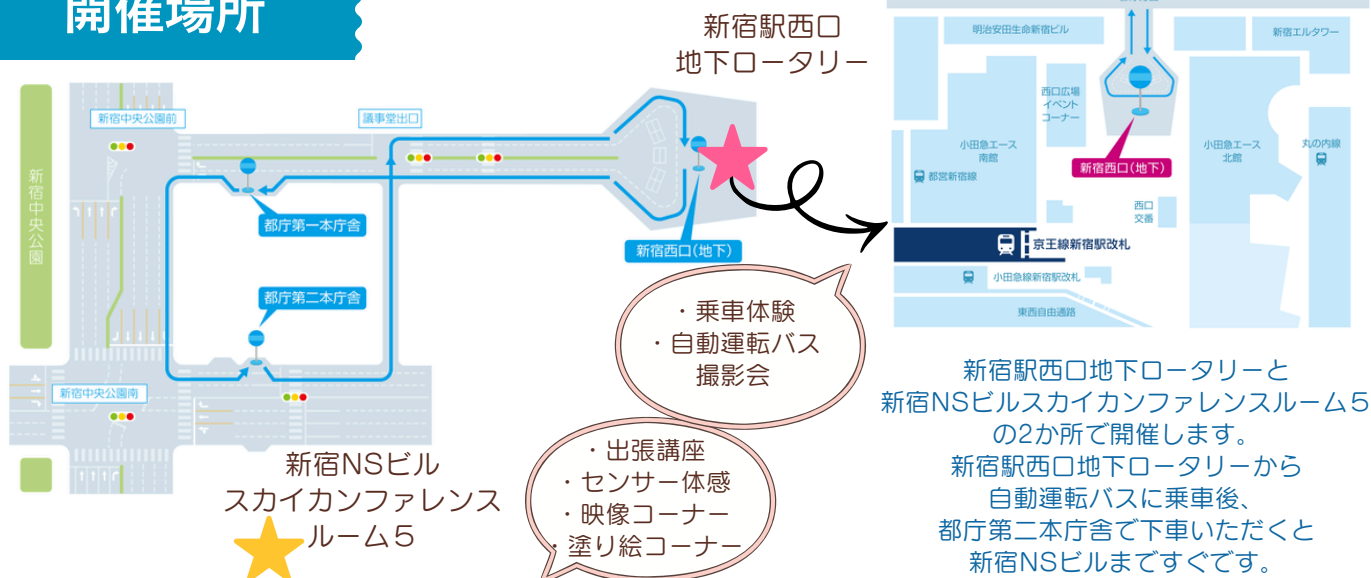 開催場所
新宿駅西口
地下ロータリー
新宿中央公園前
議事堂出口
新宿中央公園
都庁第一本庁舎
新宿西口(地下)
都庁第二本庁舎
新宿中央公園南
新宿NSビル
スカイカンファレンス
ルーム５
・乗車体験
・自動運転バス
撮影会
・出張講座
・センサー体感
・映像コーナー
・塗り絵コーナー
明治安田生命新宿ビル
新宿エルタワー
西口広場
イベント
コーナー
小田急エース
南館
都営新宿線
新宿西口(地下)
小田急エース
北館
丸の内線
西口
交番
京王線新宿駅改札
小田急線新宿駅改札
東西自由通路
新宿駅西口地下ロータリーと
新宿NSビルスカイカンファレンスルーム５
の2か所で開催します。
新宿駅西口地下ロータリーから
自動運転バスに乗車後、
都庁第二本庁舎で下車いただくと
新宿NSビルまですぐです。